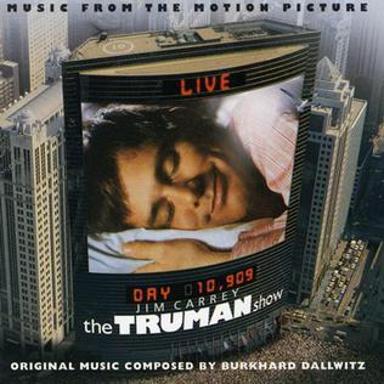 MUSIC FROM THE MOTION PICTURE
LIVE
DAY 10,909
JIM CARREY
the TRUMAN show
ORIGINAL MUSIC COMPOSED BY BURKHARD DALLWITZ